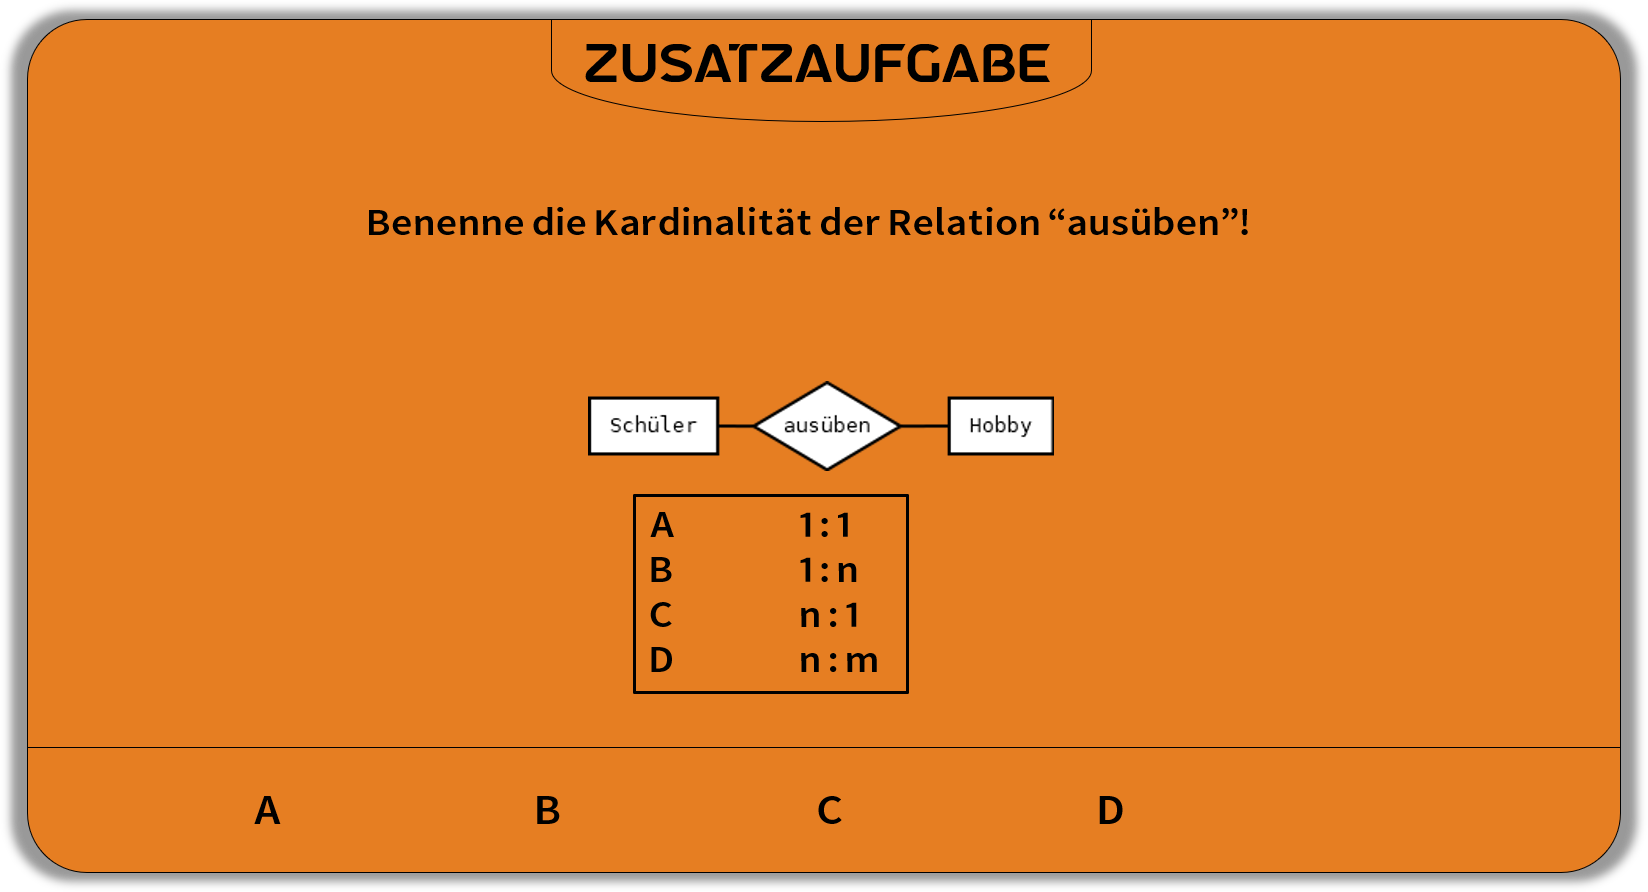 ZUSATZAUFGABE
Benenne die Kardinalität der Relation “ausüben”!
Schüler ausüben Hobby
A 1:1
B 1:n
C n:1
D n:m
A B C D